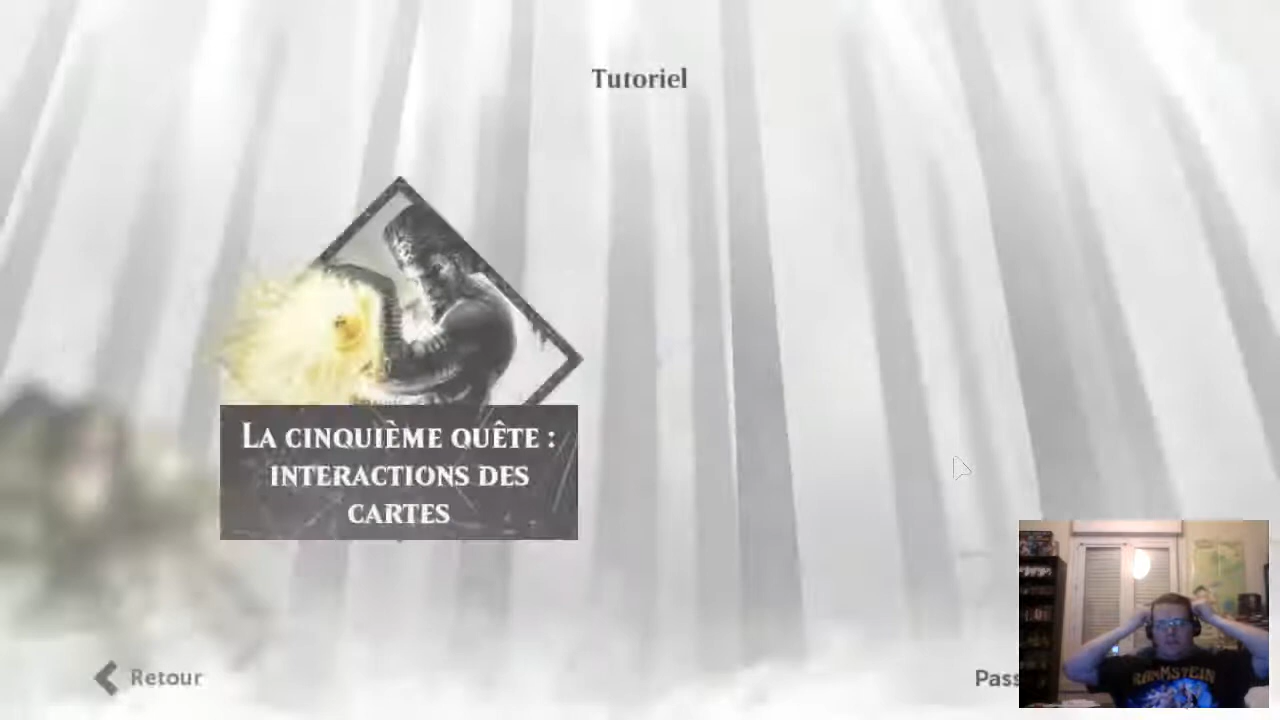 Tutoriel
La cinquième quête :
interactions des
cartes
Retour
Pass
RAMMSTEIN